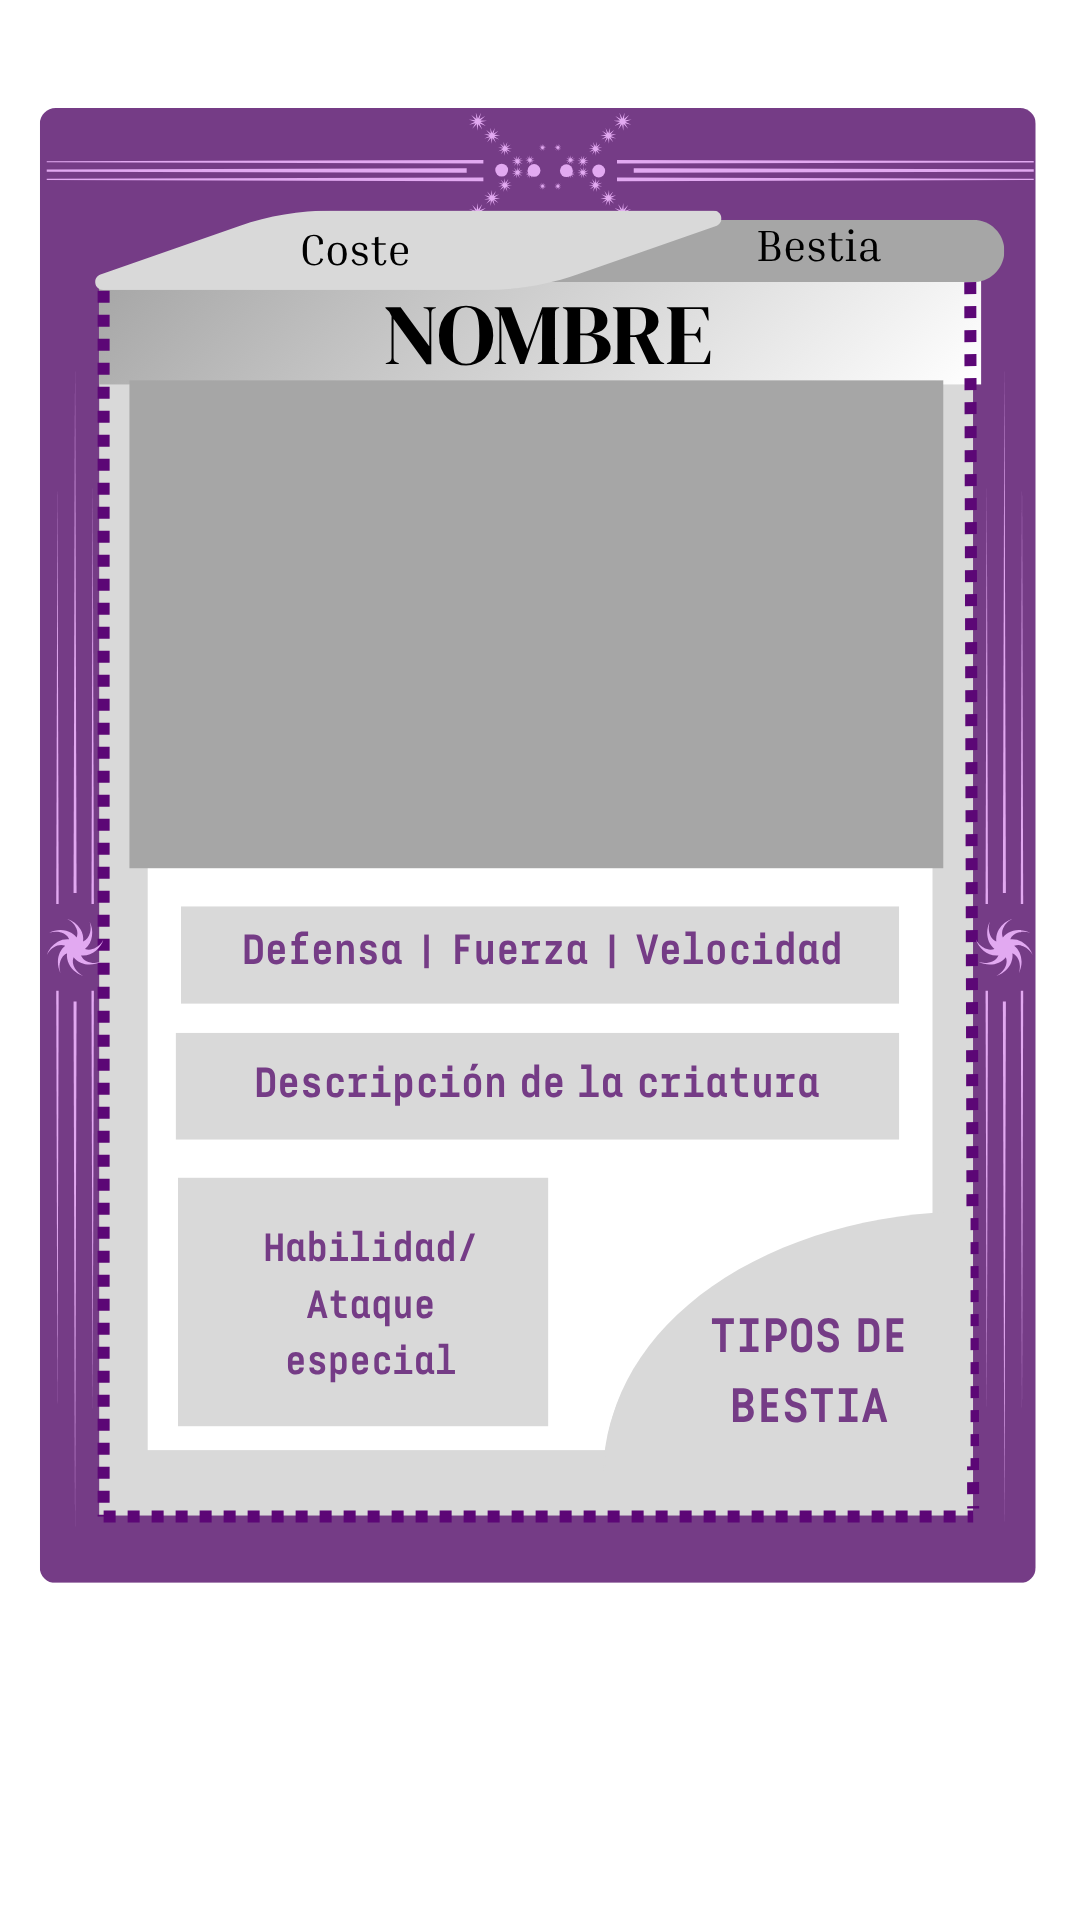 Coste
Bestia
NOMBRE
Defensa | Fuerza | Velocidad
Descripción de la criatura
Habilidad/
Ataque
especial
TIPOS DE
BESTIA